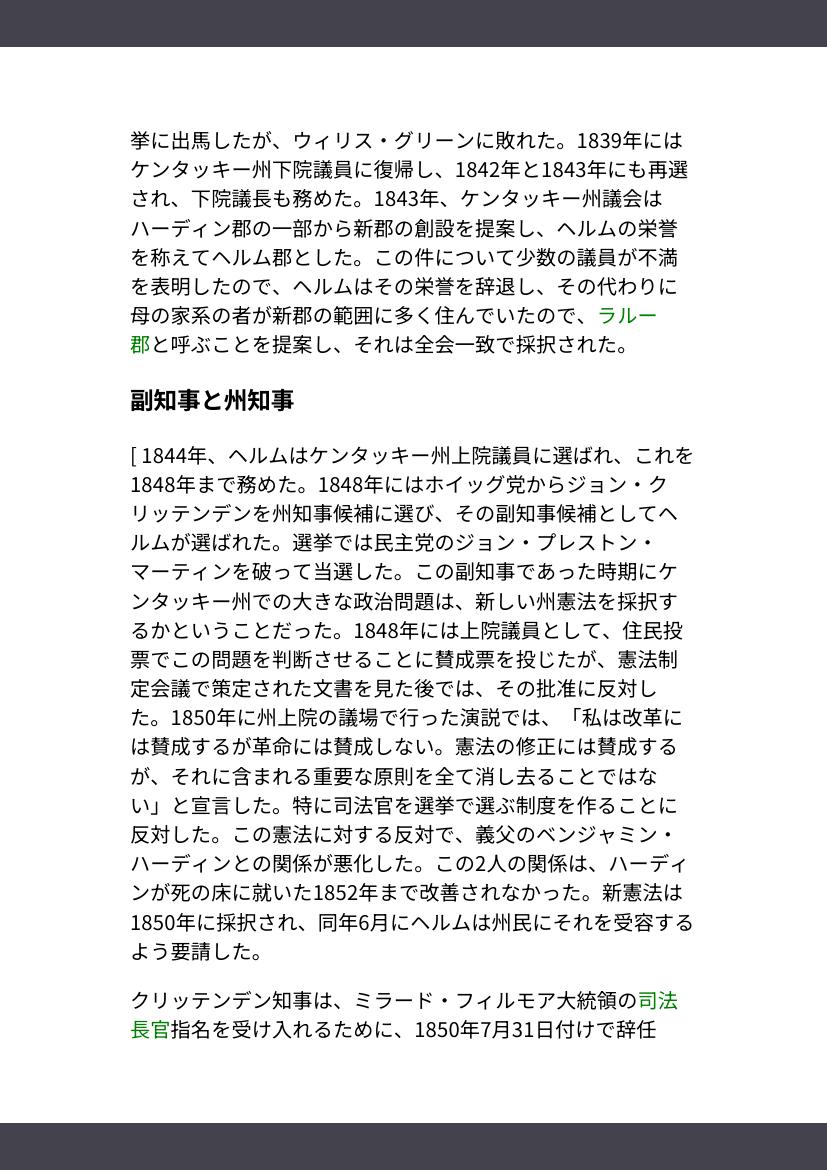 挙に出馬したが、ウィリス・グリーンに敗れた。1839年には
ケンタッキー州下院議員に復帰し、1842年と1843年にも再選
され、下院議長も務めた。1843年、ケンタッキー州議会は
ハーディン郡の一部から新郡の創設を提案し、ヘルムの栄誉
を称えてヘルム郡とした。この件について少数の議員が不満
を表明したので、ヘルムはその栄誉を辞退し、その代わりに
母の家系の者が新郡の範囲に多く住んでいたので、ラルー
郡と呼ぶことを提案し、それは全会一致で採択された。
副知事と州知事
[ 1844年、ヘルムはケンタッキー州上院議員に選ばれ、これを
1848年まで務めた。1848年にはホイッグ党からジョン・ク
リッテンデンを州知事候補に選び、その副知事候補としてヘ
ルムが選ばれた。選挙では民主党のジョン・プレストン・
マーティンを破って当選した。この副知事であった時期にケ
ンタッキー州での大きな政治問題は、新しい州憲法を採択す
るかということだった。1848年には上院議員として、住民投
票でこの問題を判断させることに賛成票を投じたが、憲法制
定会議で策定された文書を見た後では、その批准に反対し
た。1850年に州上院の議場で行った演説では、「私は改革に
は賛成するが革命には賛成しない。憲法の修正には賛成する
が、それに含まれる重要な原則を全て消し去ることではな
い」と宣言した。特に司法官を選挙で選ぶ制度を作ることに
反対した。この憲法に対する反対で、義父のベンジャミン・
ハーディンとの関係が悪化した。この2人の関係は、ハーディ
ンが死の床に就いた1852年まで改善されなかった。新憲法は
1850年に採択され、同年6月にヘルムは州民にそれを受容する
よう要請した。
クリッテンデン知事は、ミラード・フィルモア大統領の司法
長官指名を受け入れるために、1850年7月31日付けで辞任